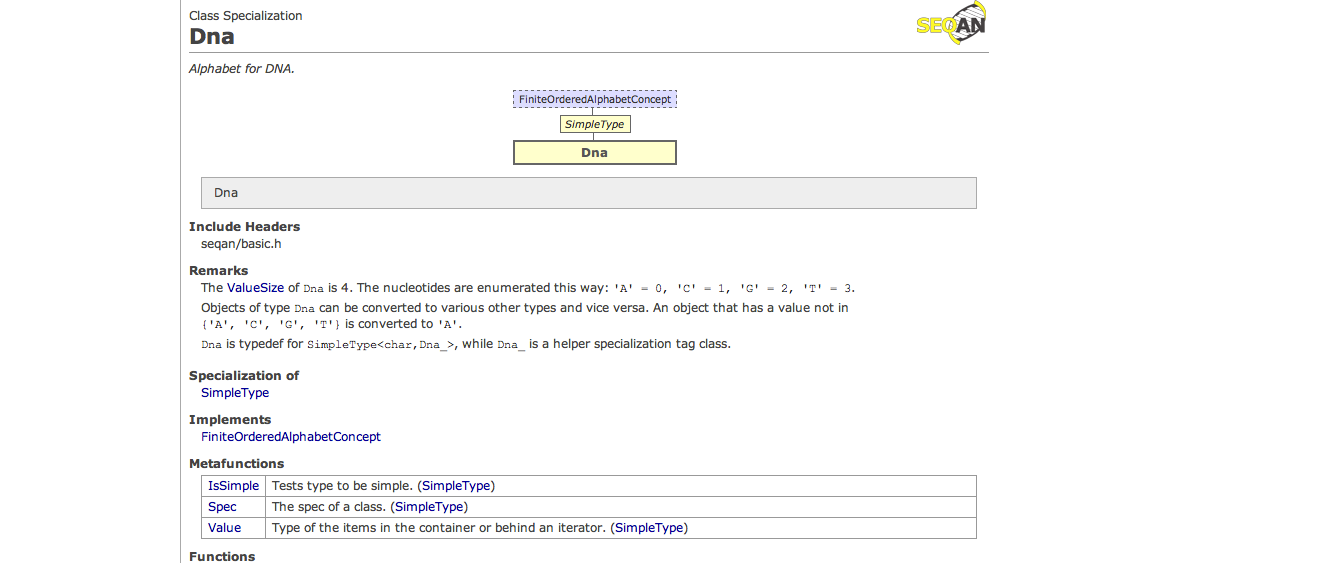 Class Specialization
SEQAN
Dna
Alphabet for DNA.
FiniteOrderedAlphabetConcept
SimpleType
Dna
Dna
Include Headers
seqan/basic.h
Remarks
The ValueSize of Dna is 4. The nucleotides are enumerated this way: 'A' = 0, 'C' = 1, 'G' = 2, 'T' = 3.
Objects of type Dna can be converted to various other types and vice versa. An object that has a value not in
{'A', 'C', 'G', 'T'} is converted to 'A'.
Dna is typedef for SimpleType<char,Dna_>, while Dna_ is a helper specialization tag class.
Specialization of
SimpleType
Implements
FiniteOrderedAlphabetConcept
Metafunctions
IsSimple Tests type to be simple. (SimpleType)
Spec The spec of a class. (SimpleType)
Value Type of the items in the container or behind an iterator. (SimpleType)
Functions